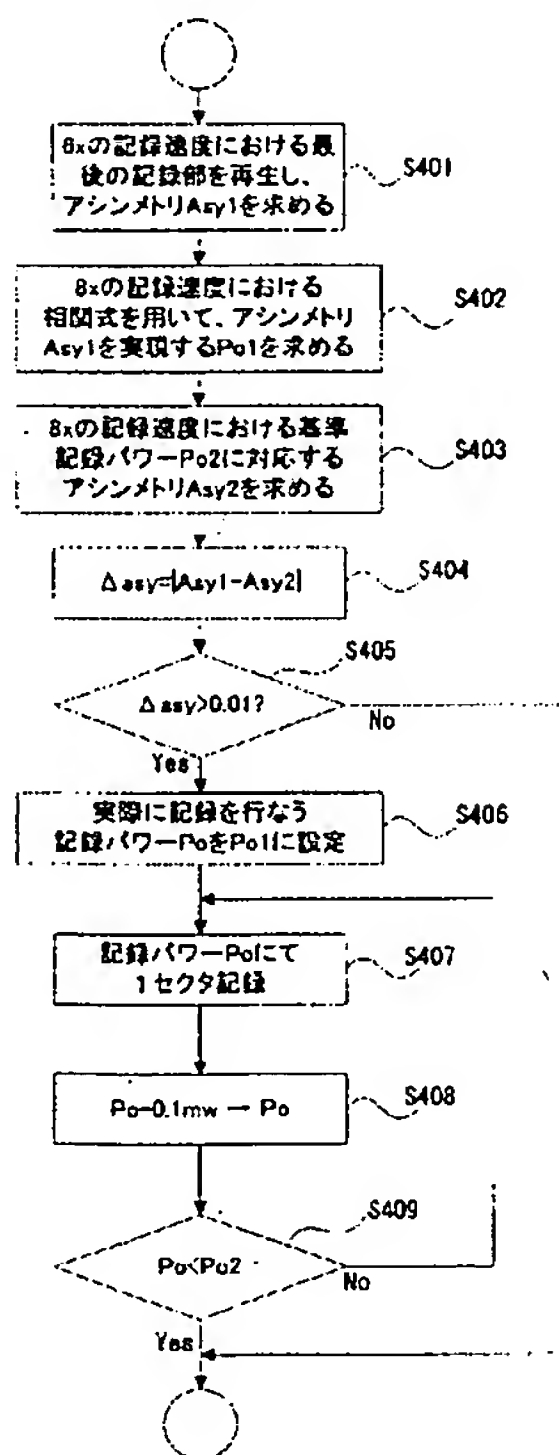 8xの記録速度における最
後の記録部を再生し、
アシンメトリAsy1を求める
S401
8xの記録速度における
相関式を用いて、アシンメトリ
Asy1を実現するPo1を求める
S402
8xの記録速度における基準
記録パワーPo2に対応する
アシンメトリAsy2を求める
S403
Δasy=|Asy1-Asy2|
S404
S405
Δasy>0.01?
No
Yes
実際に記録を行なう
記録パワーPoをPo1に設定
S406
記録パワーPoにて
1セクタ記録
S407
Po-0.1mw → Po
S408
S409
Po<Po2
No
Yes